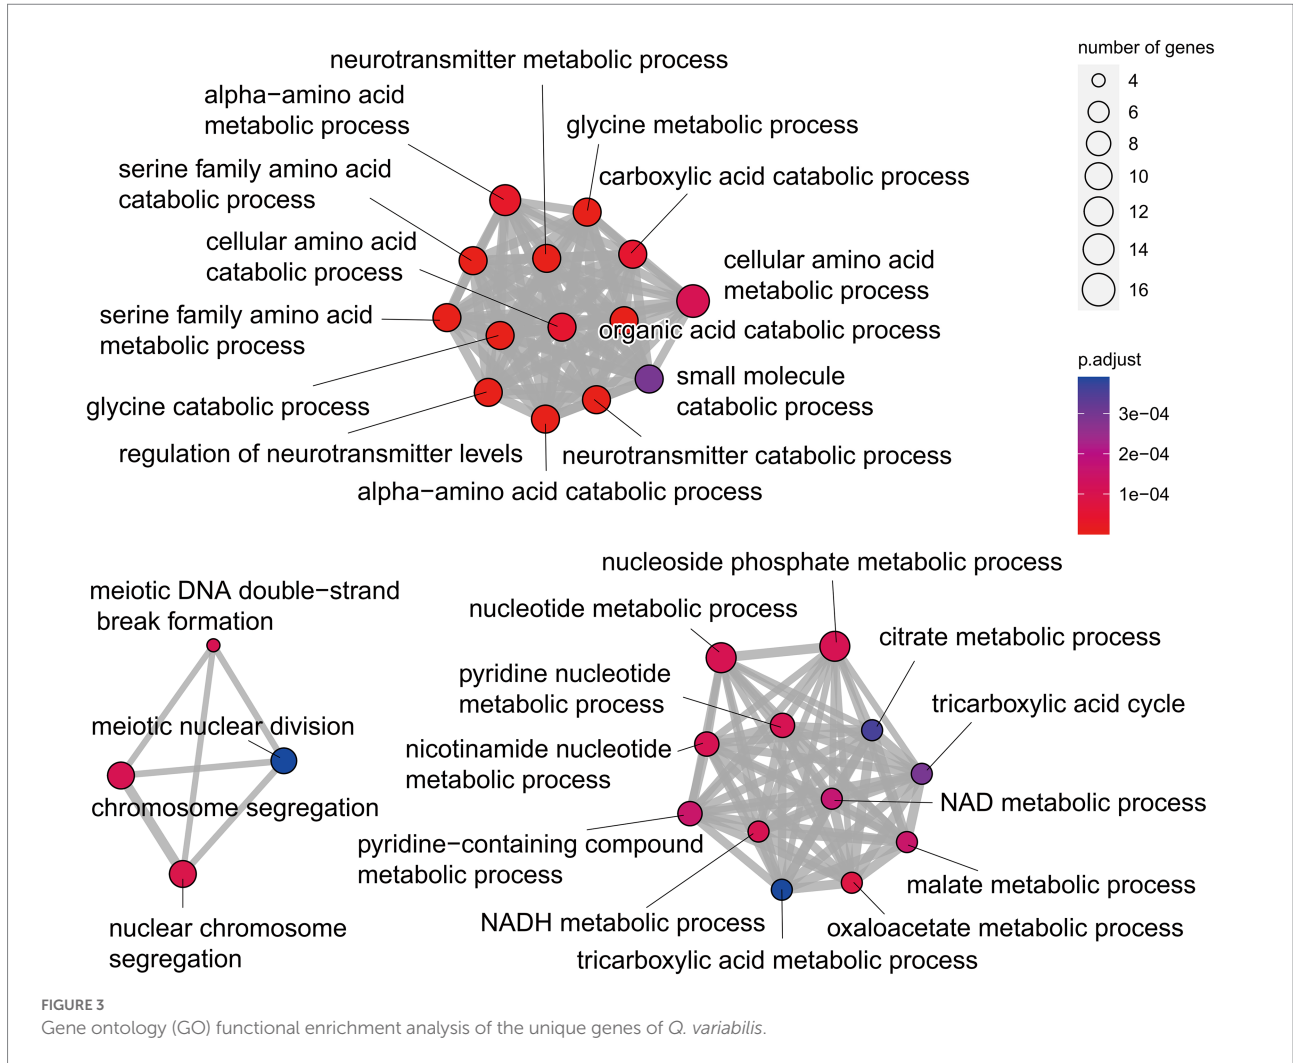 neurotransmitter metabolic process
alpha−amino acid
metabolic process
glycine metabolic process
serine family amino acid
catabolic process
carboxylic acid catabolic process
cellular amino acid
catabolic process
cellular amino acid
metabolic process
serine family amino acid
metabolic process
organic acid catabolic process
small molecule
catabolic process
glycine catabolic process
regulation of neurotransmitter levels
neurotransmitter catabolic process
alpha−amino acid catabolic process
number of genes
4
6
8
10
12
14
16
p.adjust
3e−04
2e−04
1e−04
meiotic DNA double−strand
break formation
meiotic nuclear division
chromosome segregation
nuclear chromosome
segregation
nucleoside phosphate metabolic process
nucleotide metabolic process
citrate metabolic process
pyridine nucleotide
metabolic process
tricarboxylic acid cycle
nicotinamide nucleotide
metabolic process
NAD metabolic process
pyridine−containing compound
metabolic process
malate metabolic process
NADH metabolic process
oxaloacetate metabolic process
tricarboxylic acid metabolic process
FIGURE 3
Gene ontology (GO) functional enrichment analysis of the unique genes of Q. variabilis.